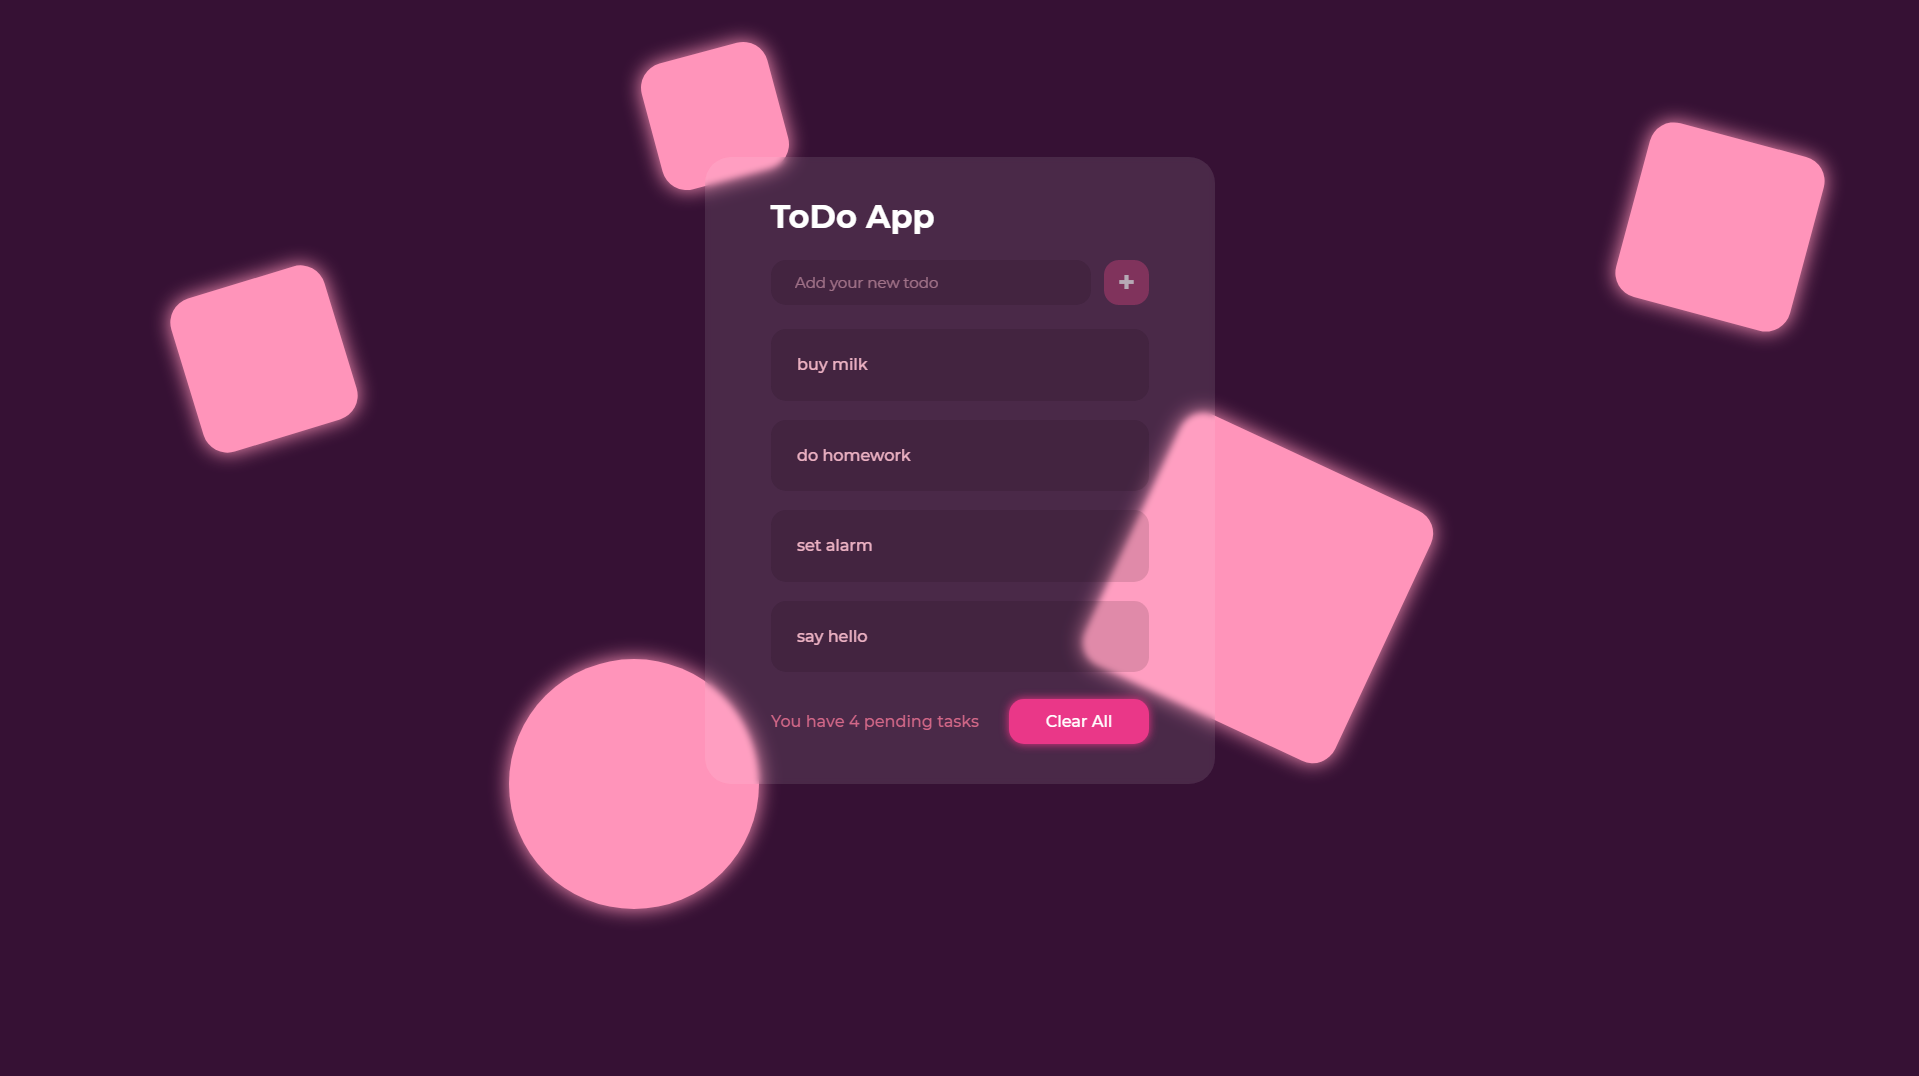 ToDo App
Add your new todo
buy milk
do homework
set alarm
say hello
You have 4 pending tasks
Clear All